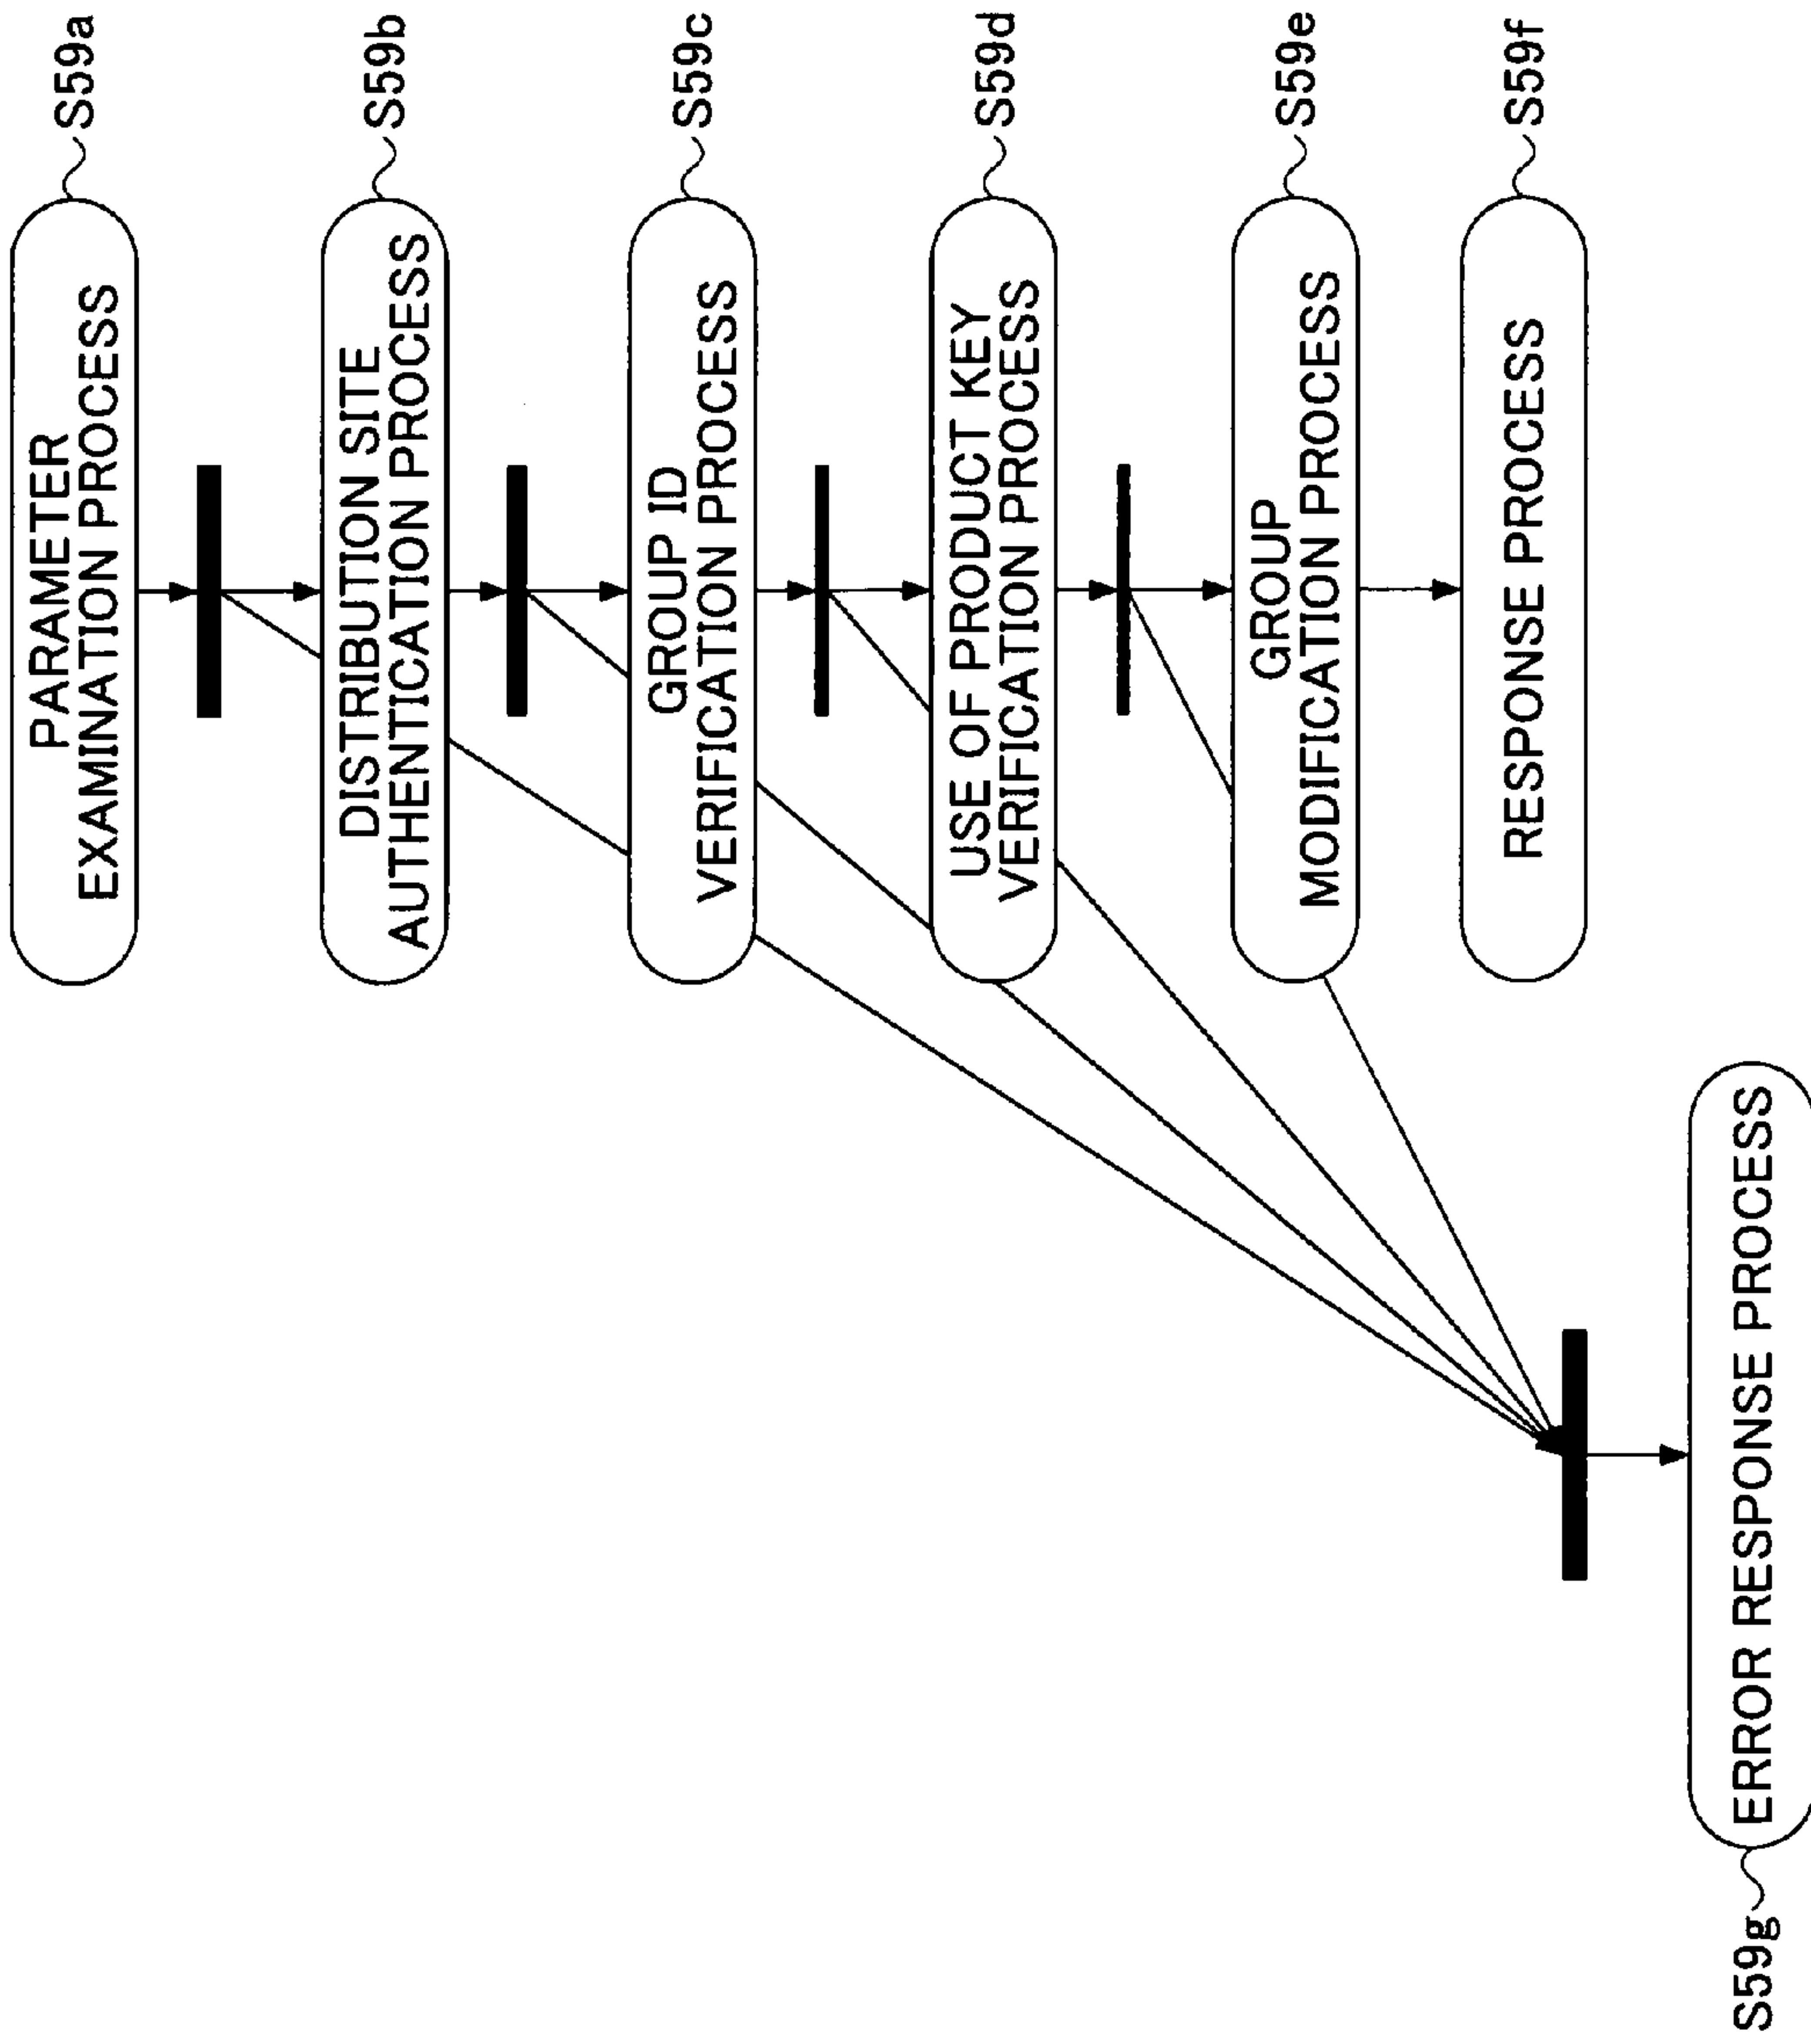 PARAMETER
EXAMINATION PROCESS
S59a
DISTRIBUTION SITE
AUTHENTICATION PROCESS
S59b
GROUP ID
VERIFICATION PROCESS
S59c
USE OF PRODUCT KEY
VERIFICATION PROCESS
S59d
GROUP
MODIFICATION PROCESS
S59e
RESPONSE PROCESS
S59f
S59g
ERROR RESPONSE PROCESS